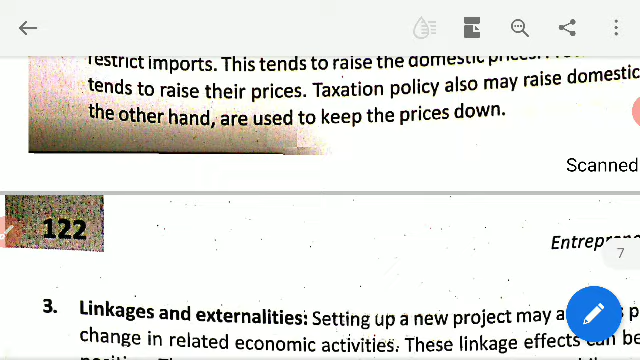 restrict imports. This tends to raise the domestic
tends to raise their prices. Taxation policy also may raise domestic
the other hand, are used to keep the prices down.
Scanned
122
7
3. Linkages and externalities: Setting up a new project may
change in related economic activities. These linkage effects can be